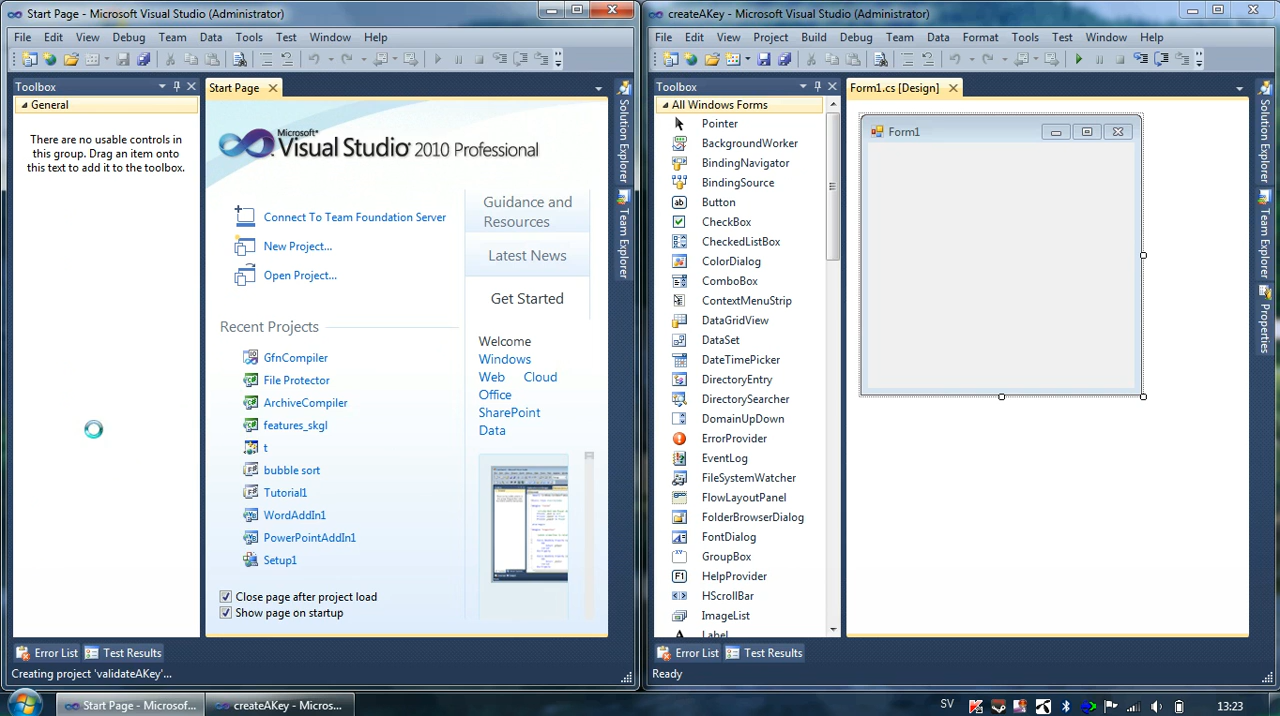 Start Page - Microsoft Visual Studio (Administrator)
File Edit View Debug Team Data Tools Test Window Help
Toolbox
General
There are no usable controls in
this group. Drag an item onto
this text to add it to the toolbox.
Start Page
Microsoft®
Visual Studio® 2010 Professional
Connect To Team Foundation Server
New Project...
Open Project...
Recent Projects
GfnCompiler
File Protector
ArchiveCompiler
features_skgl
t
bubble sort
Tutorial1
WordAddIn1
PowerPointAddIn1
Setup1
Close page after project load
Show page on startup
Guidance and
Resources
Latest News
Get Started
Welcome
Windows
Web Cloud
Office
SharePoint
Data
Solution Explorer
Team Explorer
Error List Test Results
Creating project 'validateAKey'...
createAKey - Microsoft Visual Studio (Administrator)
File Edit View Project Build Debug Team Data Format Tools Test Window Help
Toolbox
All Windows Forms
Pointer
BackgroundWorker
BindingNavigator
BindingSource
Button
CheckBox
CheckedListBox
ColorDialog
ComboBox
ContextMenuStrip
DataGridView
DataSet
DateTimePicker
DirectoryEntry
DirectorySearcher
DomainUpDown
ErrorProvider
EventLog
FileSystemWatcher
FlowLayoutPanel
FolderBrowserDialog
FontDialog
GroupBox
HelpProvider
HScrollBar
ImageList
Label
Form1.cs [Design]
Form1
Solution Explorer
Team Explorer
Properties
Error List Test Results
Ready
Start Page - Microsof...
createAKey - Micros...
SV
13:23